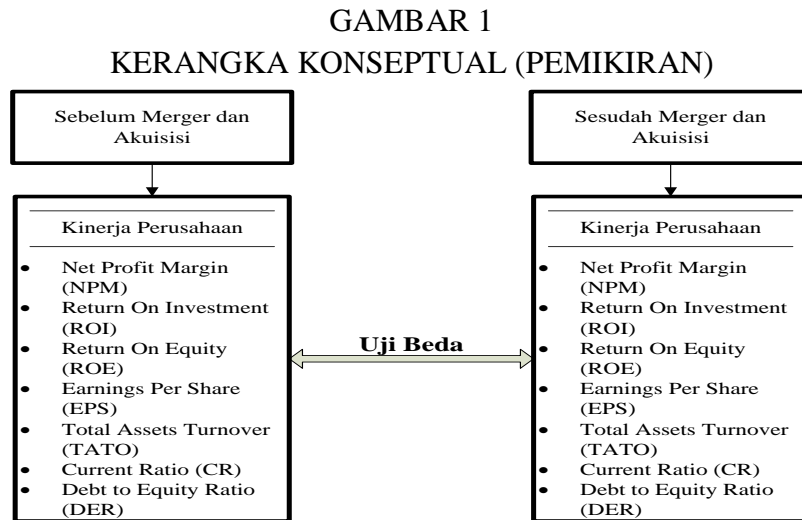 GAMBAR 1
KERANGKA KONSEPTUAL (PEMIKIRAN)
Sebelum Merger dan
Akuisisi
Kinerja Perusahaan
• Net Profit Margin
(NPM)
• Return On Investment
(ROI)
• Return On Equity
(ROE)
• Earnings Per Share
(EPS)
• Total Assets Turnover
(TATO)
• Current Ratio (CR)
• Debt to Equity Ratio
(DER)
Uji Beda
Sesudah Merger dan
Akuisisi
Kinerja Perusahaan
• Net Profit Margin
(NPM)
• Return On Investment
(ROI)
• Return On Equity
(ROE)
• Earnings Per Share
(EPS)
• Total Assets Turnover
(TATO)
• Current Ratio (CR)
• Debt to Equity Ratio
(DER)